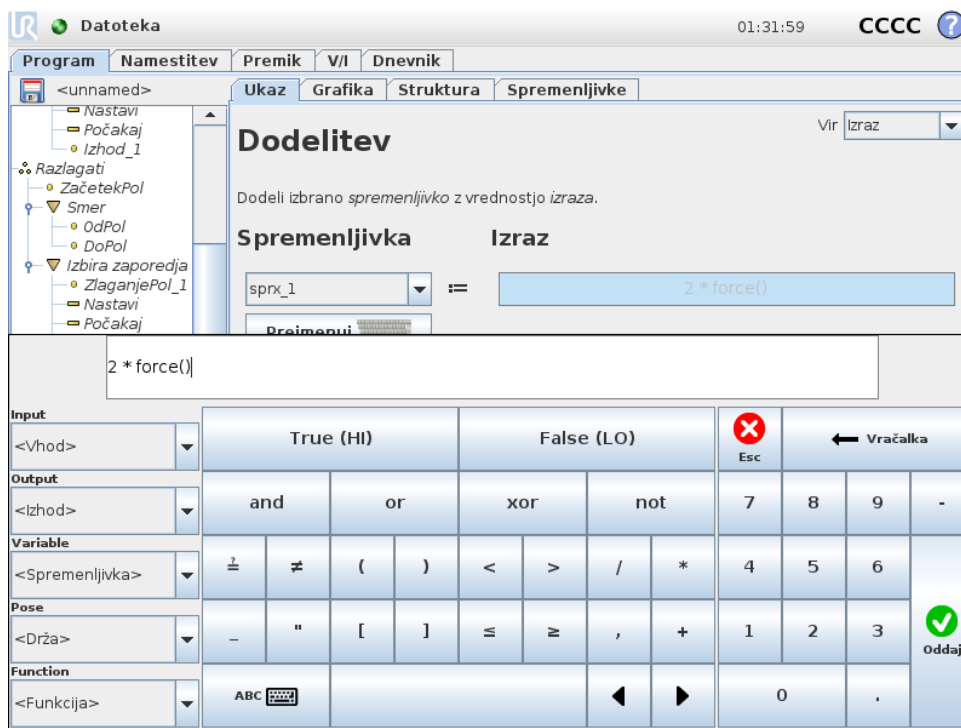 UR Datoteka 01:31:59 CCCC ?
Program Namestitev Premik V/I Dnevnik
<unnamed> Ukaz Grafika Struktura Spremenljivke
Nastavi
Počakaj
Izhod_1
Razlagati
ZačetekPol
Smer
OdPol
DoPol
Izbira zaporedja
ZlaganjePol_1
Nastavi
Počakaj
Dodelitev
Vir Izraz
Dodeli izbrano spremenljivko z vrednostjo izraza.
Spremenljivka Izraz
sprx_1 := 2 * force()
Preimenuj
2 * force()
Input
<Vhod>
Output
<Izhod>
Variable
<Spremenljivka>
Pose
<Drža>
Function
<Funkcija>
True (HI) False (LO) Esc Vračalka
and or xor not 7 8 9 -
≟ ≠ ( ) < > / * 4 5 6
_ " [ ] ≤ ≥ , + 1 2 3 Oddaj
ABC 0 .